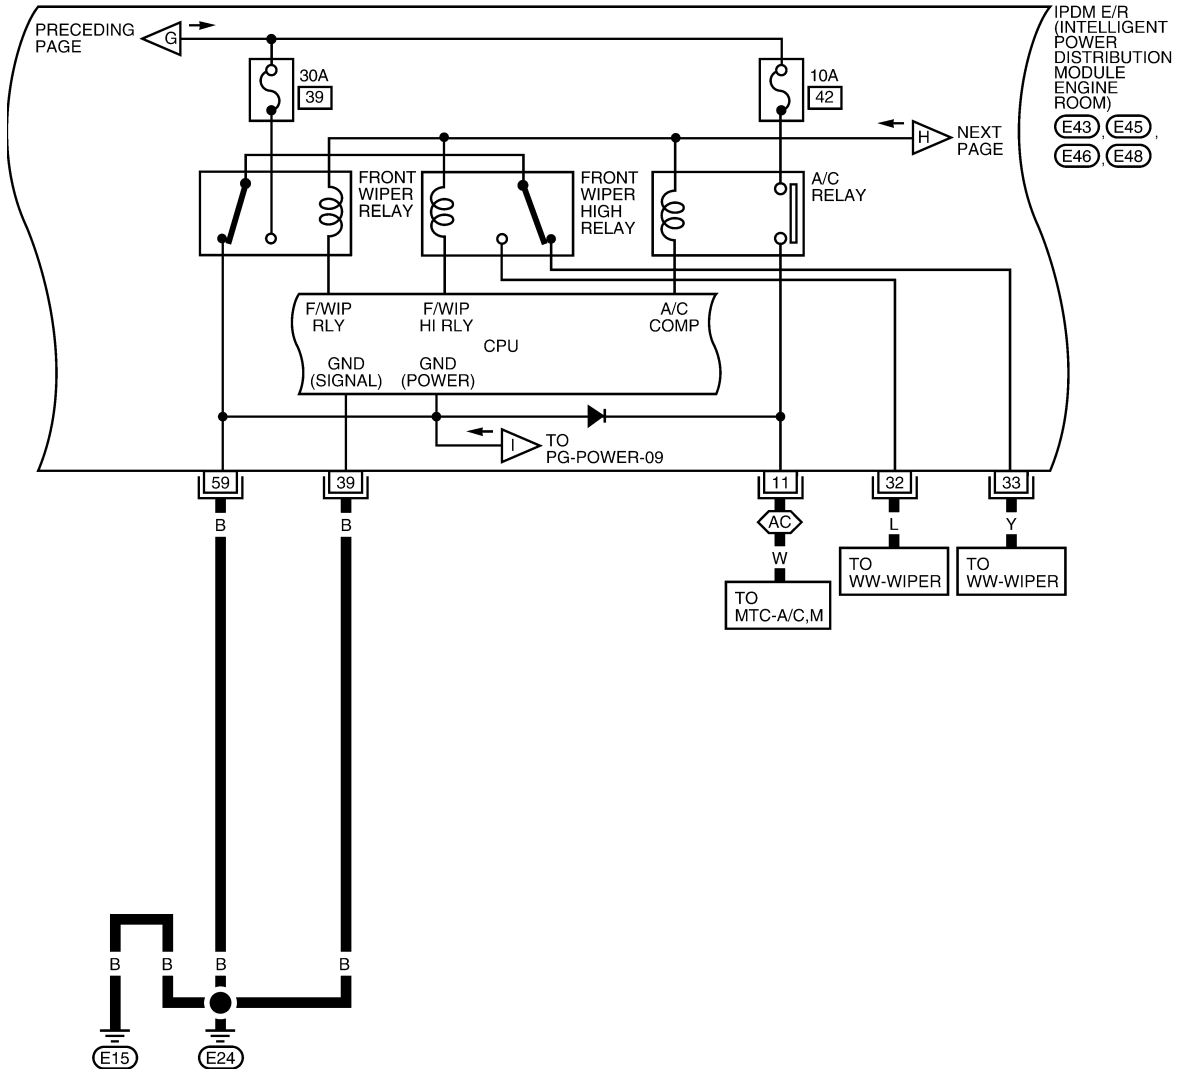 PRECEDING
PAGE
G
30A
39
10A
42
IPDM E/R
(INTELLIGENT
POWER
DISTRIBUTION
MODULE
ENGINE
ROOM)
E43 , E45 ,
E46 , E48
H
NEXT
PAGE
FRONT
WIPER
RELAY
FRONT
WIPER
HIGH
RELAY
A/C
RELAY
F/WIP
RLY
F/WIP
HI RLY
A/C
COMP
CPU
GND
(SIGNAL)
GND
(POWER)
I
TO
PG-POWER-09
59
39
11
32
33
B
B
AC
L
Y
W
TO
WW-WIPER
TO
WW-WIPER
TO
MTC-A/C,M
B
B
B
B
E15
E24